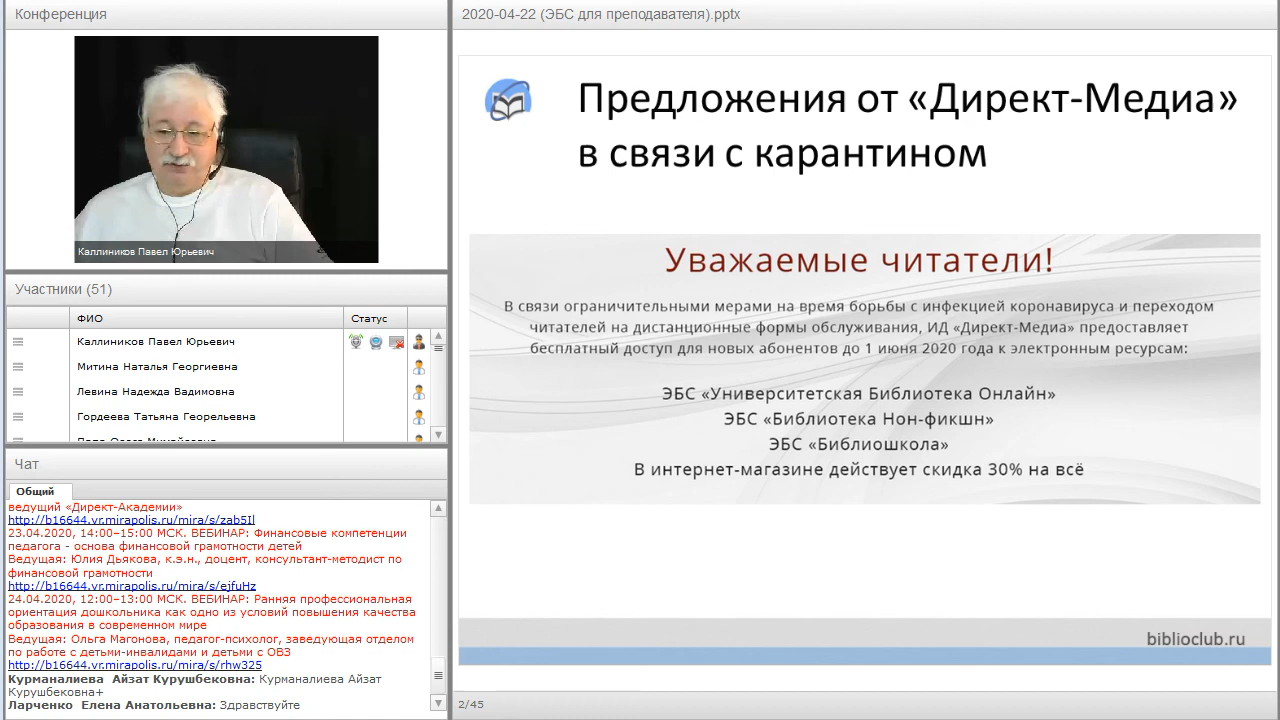 Конференция
Каллиников Павел Юрьевич
Участники (51)
ФИО
Статус
Каллиников Павел Юрьевич
Митина Наталья Георгиевна
Левина Надежда Вадимовна
Гордеева Татьяна Георельевна
Чат
Общий
ведущий «Директ-Академии»
http://b16644.vr.mirapolis.ru/mira/s/zab5Il
23.04.2020, 14:00–15:00 МСК. ВЕБИНАР: Финансовые компетенции
педагога - основа финансовой грамотности детей
Ведущая: Юлия Дьякова, к.э.н., доцент, консультант-методист по
финансовой грамотности
http://b16644.vr.mirapolis.ru/mira/s/ejfuHz
24.04.2020, 12:00–13:00 МСК. ВЕБИНАР: Ранняя профессиональная
ориентация дошкольника как одно из условий повышения качества
образования в современном мире
Ведущая: Ольга Магонова, педагог-психолог, заведующая отделом
по работе с детьми-инвалидами и детьми с ОВЗ
http://b16644.vr.mirapolis.ru/mira/s/rhw325
Курманалиева Айзат Курушбековна: Курманалиева Айзат
Курушбековна+
Ларченко Елена Анатольевна: Здравствуйте
2020-04-22 (ЭБС для преподавателя).pptx
Предложения от «Директ-Медиа»
в связи с карантином
Уважаемые читатели!
В связи ограничительными мерами на время борьбы с инфекцией коронавируса и переходом
читателей на дистанционные формы обслуживания, ИД «Директ-Медиа» предоставляет
бесплатный доступ для новых абонентов до 1 июня 2020 года к электронным ресурсам:
ЭБС «Университетская Библиотека Онлайн»
ЭБС «Библиотека Нон-фикшн»
ЭБС «Библиошкола»
В интернет-магазине действует скидка 30% на всё
biblioclub.ru
2/45